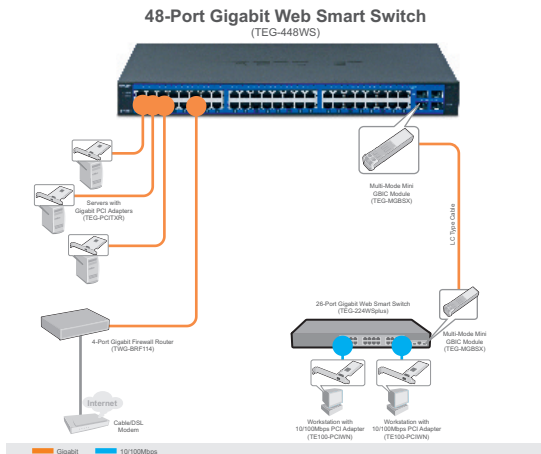 48-Port Gigabit Web Smart Switch
(TEG-448WS)
Multi-Mode Mini
GBIC Module
(TEG-MGBSX)
LC Type Cable
Servers with
Gigabit PCI Adapters
(TEG-PCITXR)
26-Port Gigabit Web Smart Switch
(TEG-224WSplus)
4-Port Gigabit Firewall Router
(TWG-BRF114)
Multi-Mode Mini
GBIC Module
(TEG-MGBSX)
Internet
Cable/DSL
Modem
Workstation with
10/100Mbps PCI Adapter
(TE100-PCIWN)
Workstation with
10/100Mbps PCI Adapter
(TE100-PCIWN)
Gigabit
10/100Mbps